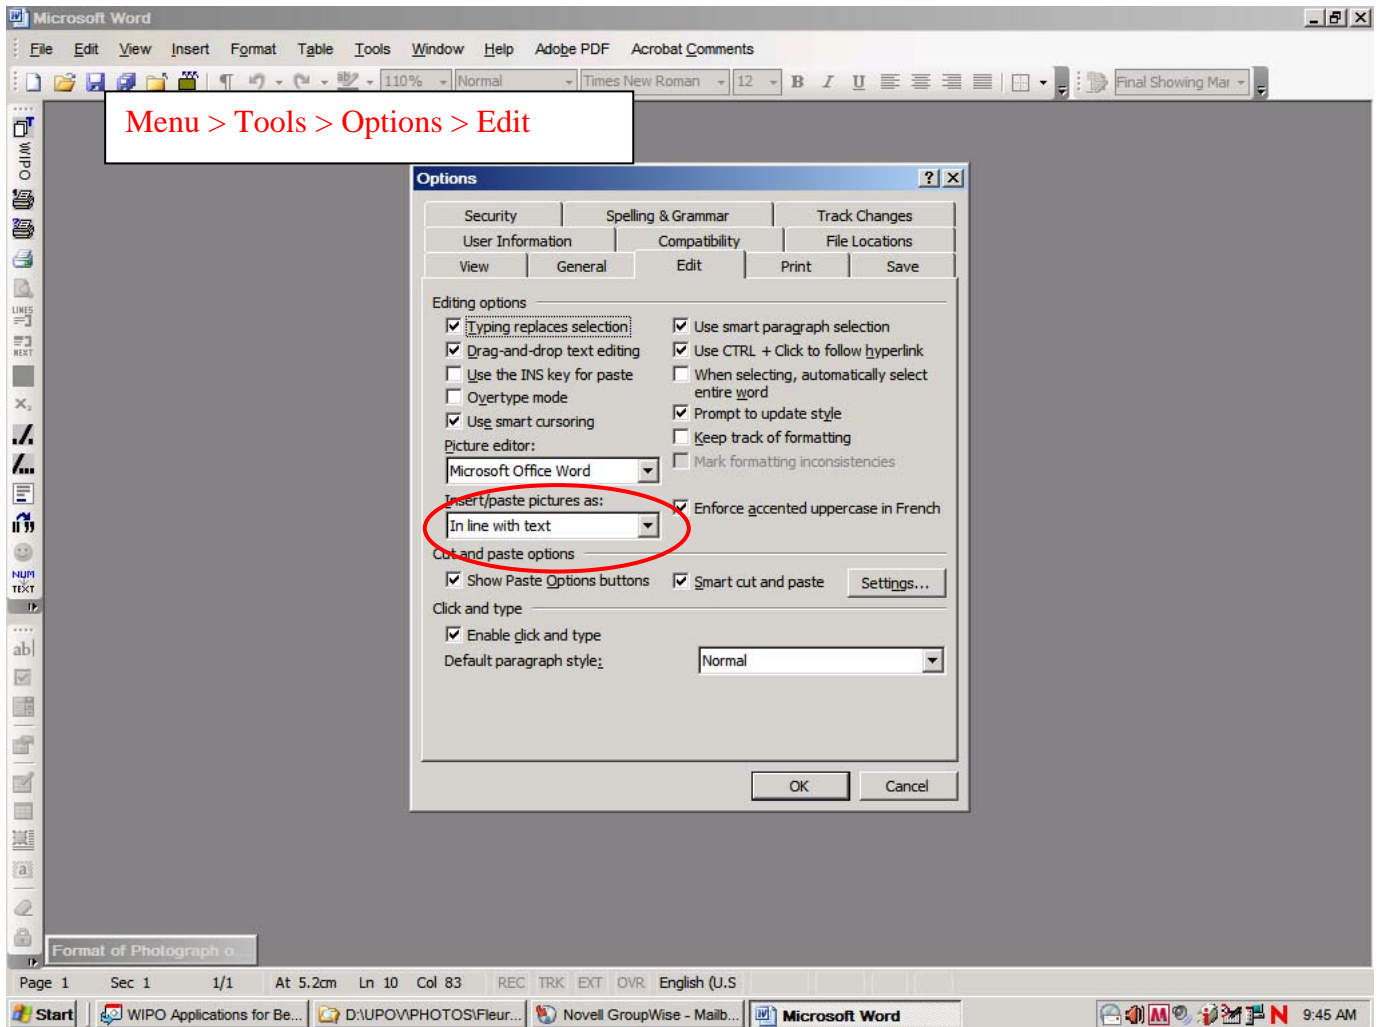 Microsoft Word
File Edit View Insert Format Table Tools Window Help Adobe PDF Acrobat Comments
110% Normal Times New Roman 12 B I U Final Showing Mar
Menu > Tools > Options > Edit
WIPO
LINES
NEXT
NUM
TEXT
ab
a
Options
Security Spelling & Grammar Track Changes
User Information Compatibility File Locations
View General Edit Print Save
Editing options
Typing replaces selection Use smart paragraph selection
Drag-and-drop text editing Use CTRL + Click to follow hyperlink
Use the INS key for paste When selecting, automatically select
entire word
Overtype mode
Prompt to update style
Use smart cursoring
Keep track of formatting
Picture editor:
Mark formatting inconsistencies
Microsoft Office Word
Insert/paste pictures as:
Enforce accented uppercase in French
In line with text
Cut and paste options
Show Paste Options buttons Smart cut and paste Settings...
Click and type
Enable click and type
Default paragraph style: Normal
OK Cancel
Format of Photograph o...
Page 1 Sec 1 1/1 At 5.2cm Ln 10 Col 83 REC TRK EXT OVR English (U.S
Start WIPO Applications for Be... D:\UPOV\PHOTOS\Fleur... Novell GroupWise - Mailb... Microsoft Word M N 9:45 AM